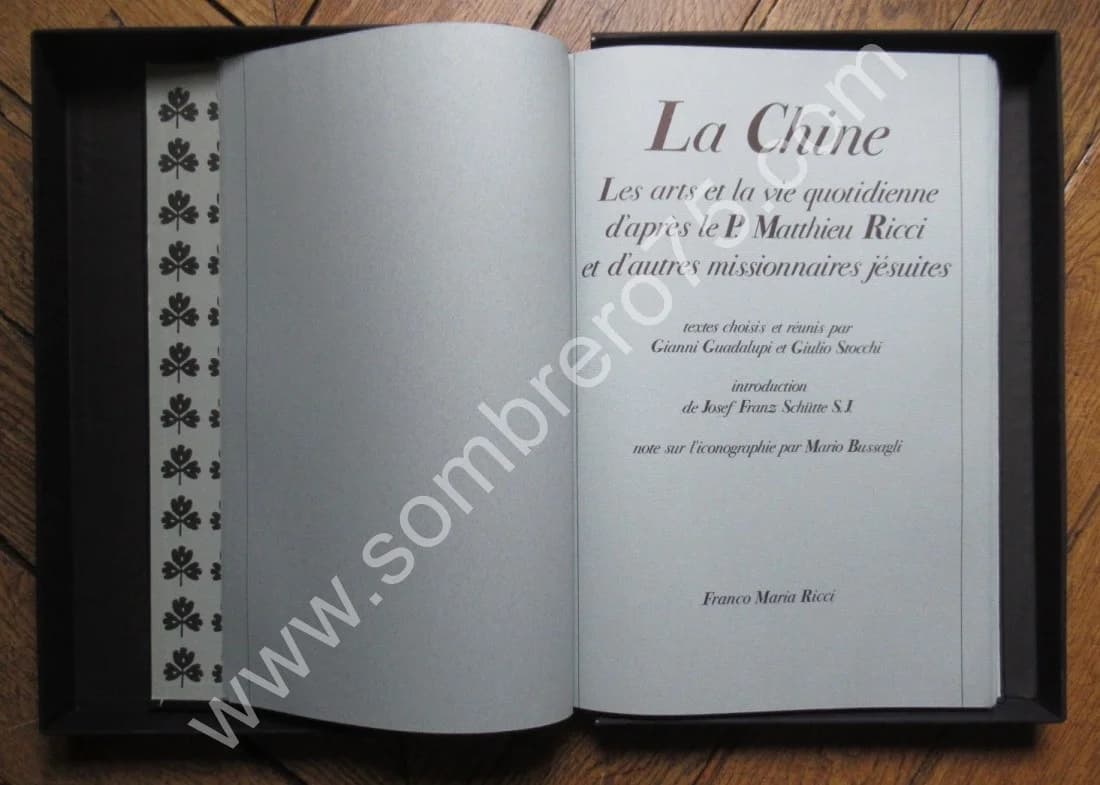 La Chine
Les arts et la vie quotidienne
d'après le P. Matthieu Ricci
et d'autres missionnaires jésuites
textes choisis et réunis par
Gianni Guadalupi et Giulio Stocchi
introduction
de Josef Franz Schütte S.J.
note sur l'iconographie par Mario Bussagli
Franco Maria Ricci
www.sombrero75.com